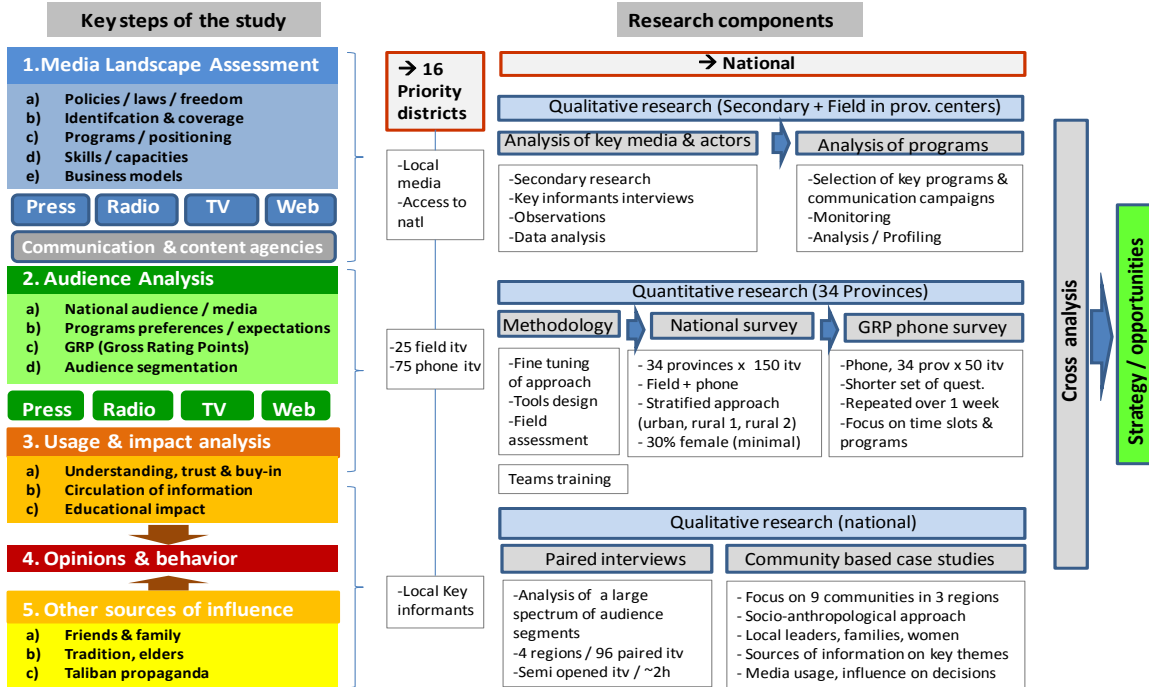 Key steps of the study
Research components
1.Media Landscape Assessment
a) Policies / laws / freedom
b) Identifcation & coverage
c) Programs / positioning
d) Skills / capacities
e) Business models
Press Radio TV Web
Communication & content agencies
2. Audience Analysis
a) National audience / media
b) Programs preferences / expectations
c) GRP (Gross Rating Points)
d) Audience segmentation
Press Radio TV Web
3. Usage & impact analysis
a) Understanding, trust & buy-in
b) Circulation of information
c) Educational impact
4. Opinions & behavior
5. Other sources of influence
a) Friends & family
b) Tradition, elders
c) Taliban propaganda
→ 16
Priority
districts
-Local
media
-Access to
natl
-25 field itv
-75 phone itv
-Local Key
informants
→ National
Qualitative research (Secondary + Field in prov. centers)
Analysis of key media & actors
-Secondary research
-Key informants interviews
-Observations
-Data analysis
Analysis of programs
-Selection of key programs &
communication campaigns
-Monitoring
-Analysis / Profiling
Quantitative research (34 Provinces)
Methodology
-Fine tuning
of approach
-Tools design
-Field
assessment
Teams training
National survey
- 34 provinces x 150 itv
- Field + phone
- Stratified approach
(urban, rural 1, rural 2)
- 30% female (minimal)
GRP phone survey
-Phone, 34 prov x 50 itv
-Shorter set of quest.
-Repeated over 1 week
-Focus on time slots &
programs
Qualitative research (national)
Paired interviews
-Analysis of a large
spectrum of audience
segments
-4 regions / 96 paired itv
-Semi opened itv / ~2h
Community based case studies
- Focus on 9 communities in 3 regions
- Socio-anthropological approach
- Local leaders, families, women
- Sources of information on key themes
- Media usage, influence on decisions
Cross analysis
Strategy / opportunities